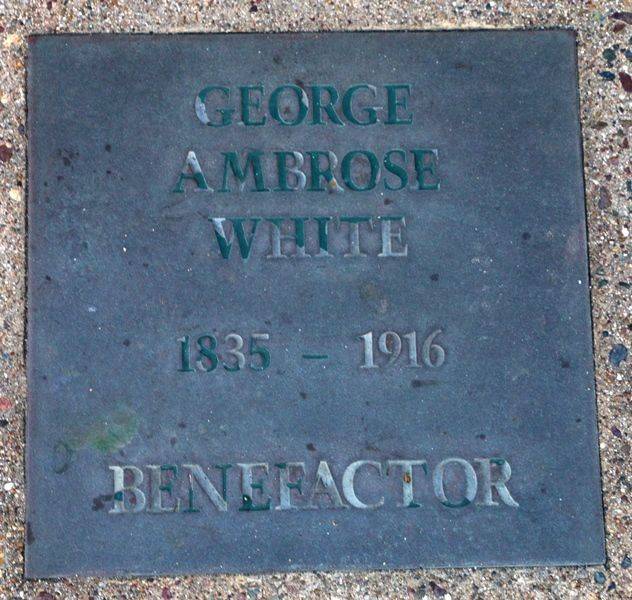 GEORGE
AMBROSE
WHITE
1835 – 1916
BENEFACTOR